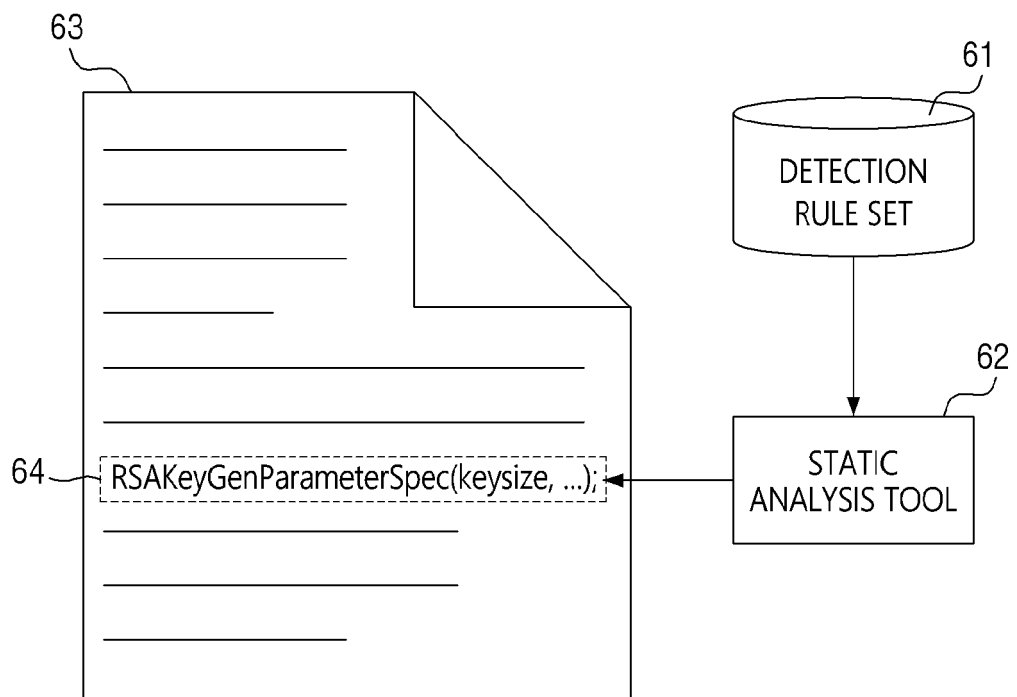 63
61
DETECTION
RULE SET
62
64
RSAKeyGenParameterSpec(keysize, ...);
STATIC
ANALYSIS TOOL